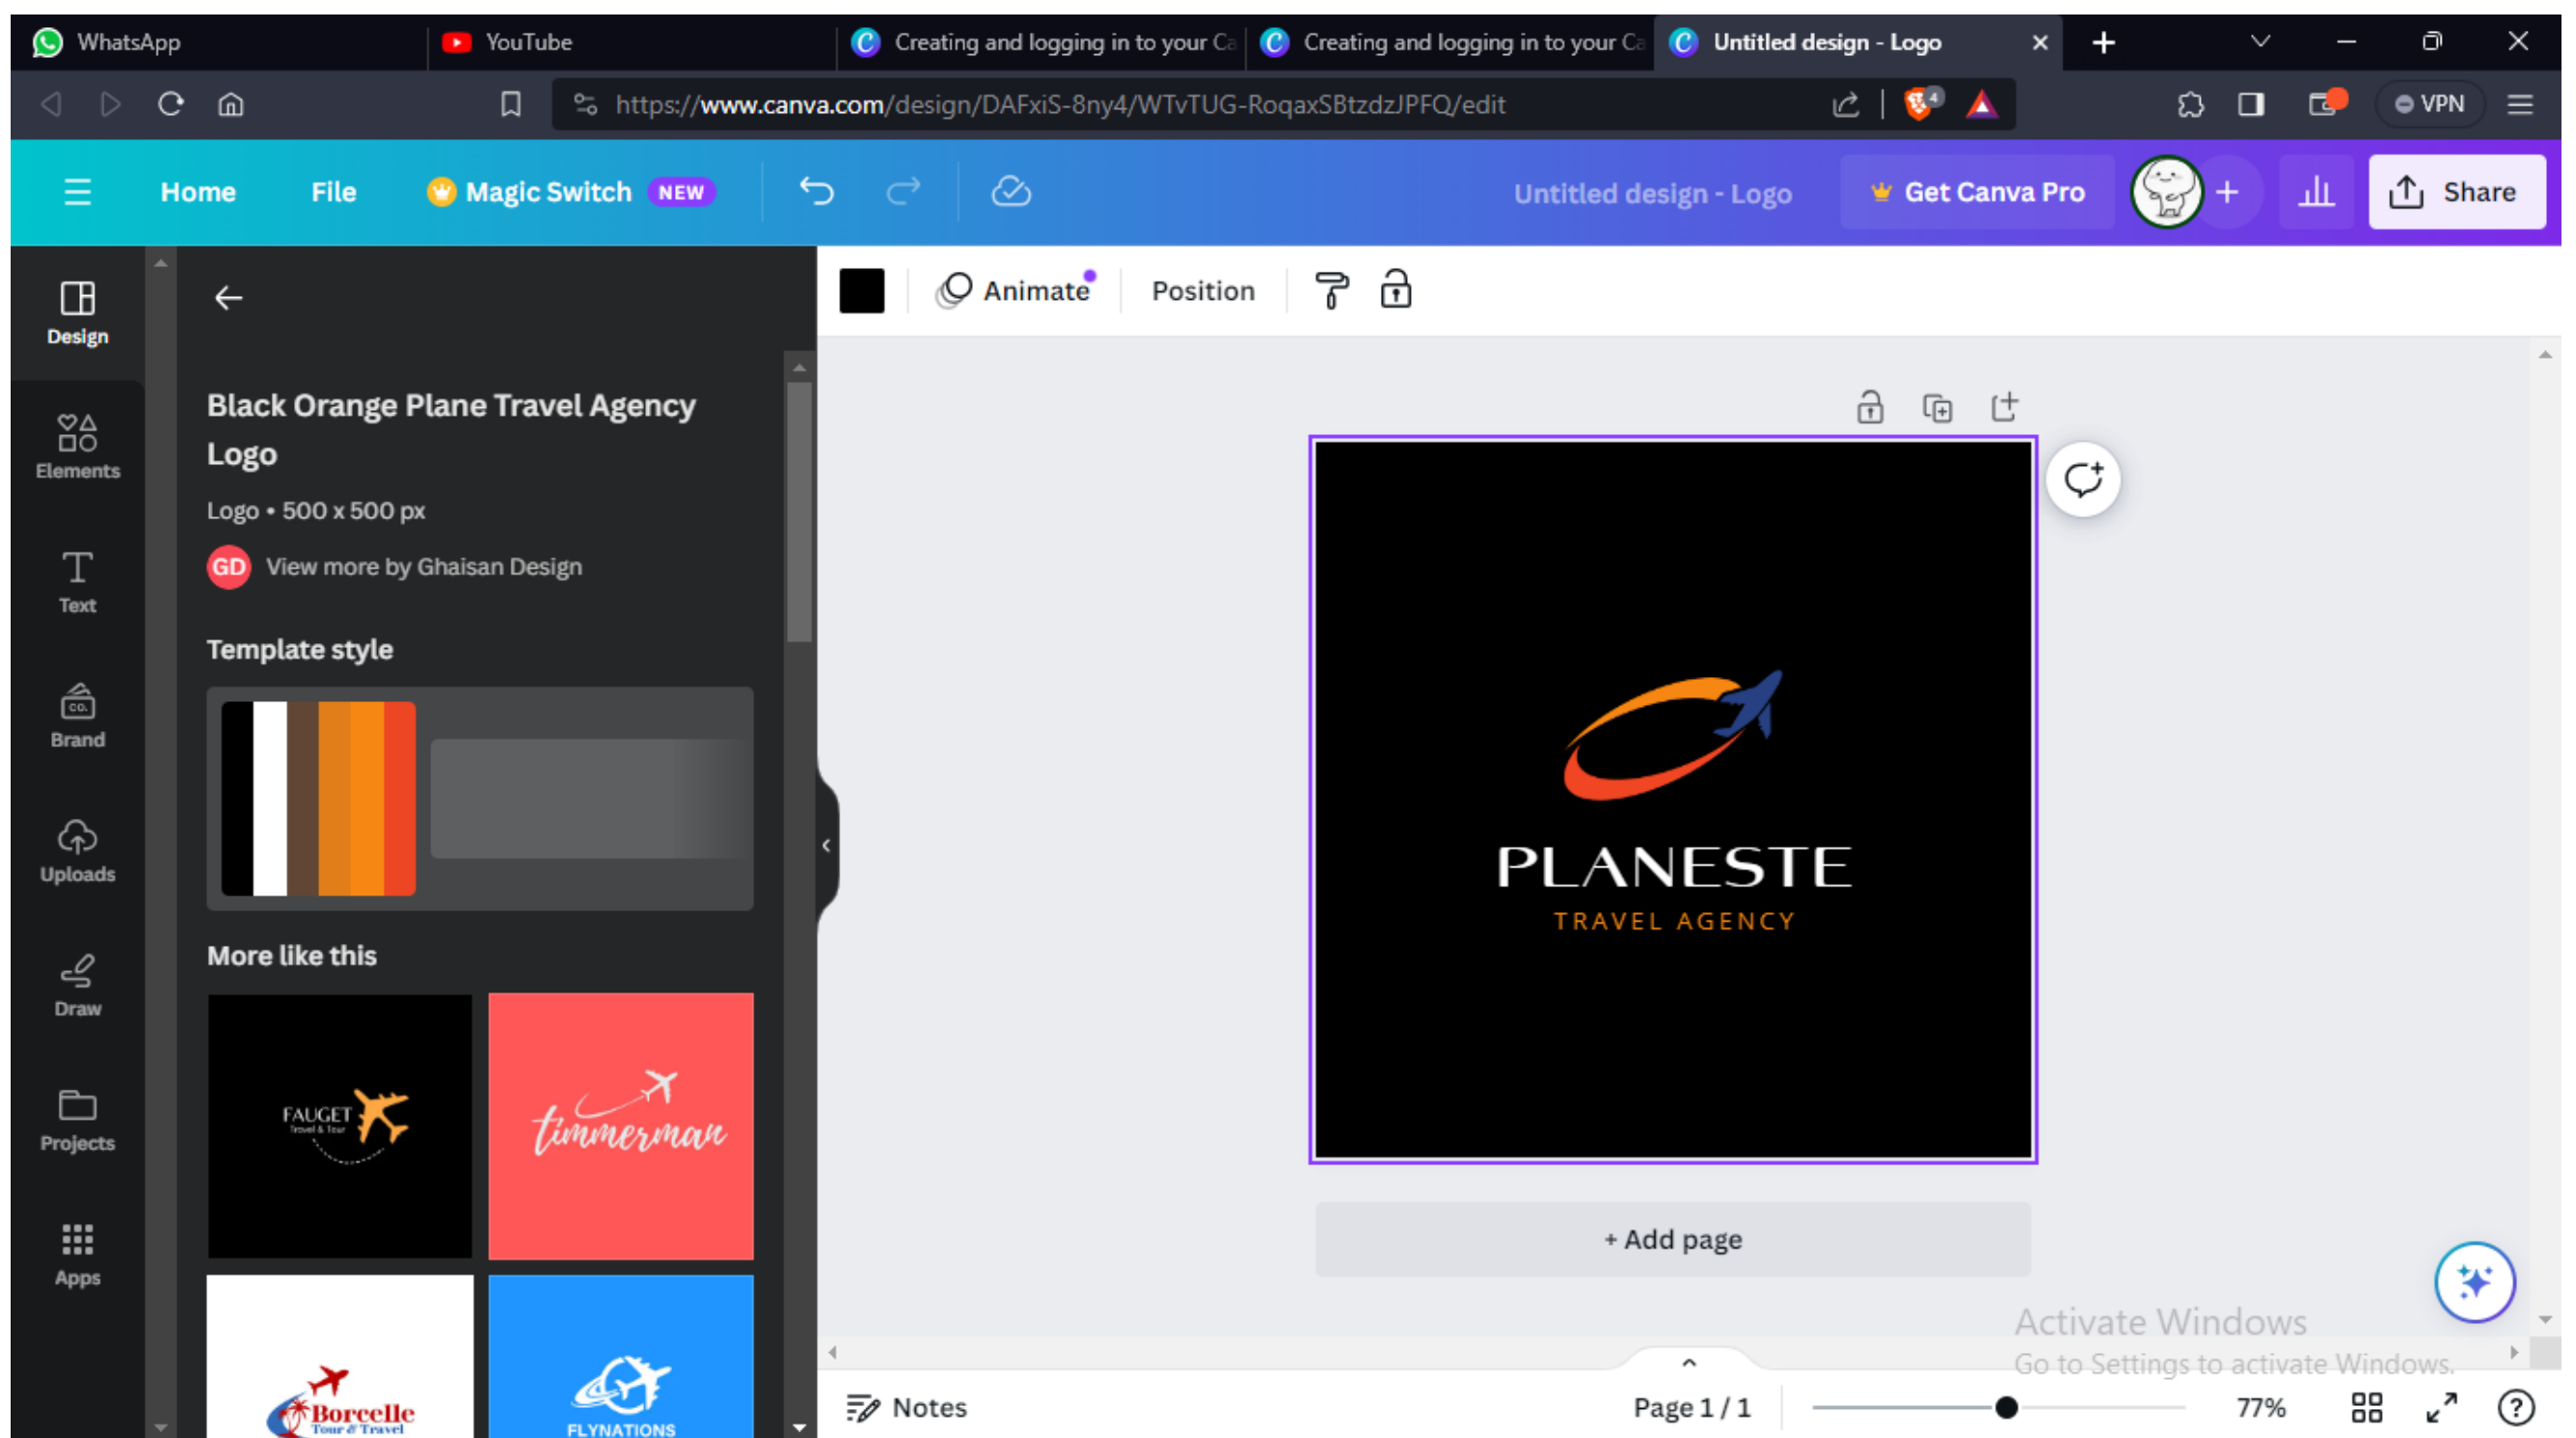 WhatsApp
YouTube
Creating and logging in to your Ca
Creating and logging in to your Ca
Untitled design - Logo
https://www.canva.com/design/DAFxiS-8ny4/WTvTUG-RoqaxSBtzdzJPFQ/edit
4
VPN
Home
File
Magic Switch NEW
Untitled design - Logo
Get Canva Pro
Share
Design
Elements
Text
CO.
Brand
Uploads
Draw
Projects
Apps
Black Orange Plane Travel Agency
Logo
Logo • 500 x 500 px
GD View more by Ghaisan Design
Template style
More like this
FAUGET
Travel & Tour
timmerman
Borcelle
Tour & Travel
FLYNATIONS
Animate
Position
PLANESTE
TRAVEL AGENCY
+ Add page
Activate Windows
Go to Settings to activate Windows.
Notes
Page 1 / 1
77%